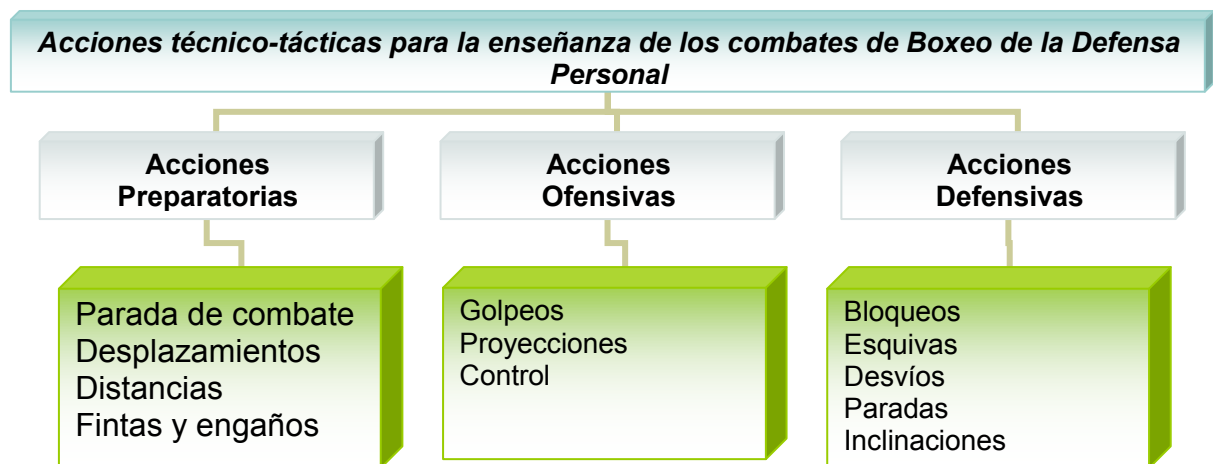 Acciones técnico-tácticas para la enseñanza de los combates de Boxeo de la Defensa
Personal
Acciones
Preparatorias
Acciones
Ofensivas
Acciones
Defensivas
Parada de combate
Desplazamientos
Distancias
Fintas y engaños
Golpeos
Proyecciones
Control
Bloqueos
Esquivas
Desvíos
Paradas
Inclinaciones